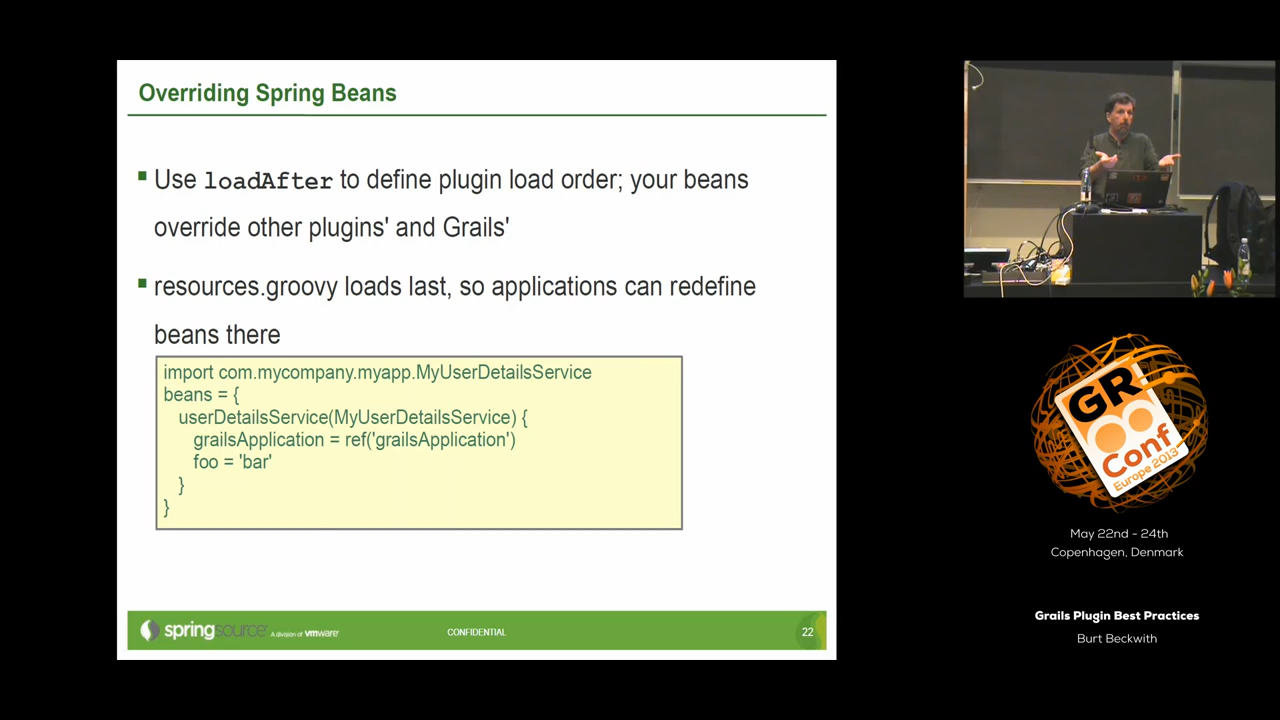 Overriding Spring Beans
Use loadAfter to define plugin load order; your beans
override other plugins' and Grails'
resources.groovy loads last, so applications can redefine
beans there
import com.mycompany.myapp.MyUserDetailsService
beans = {
userDetailsService(MyUserDetailsService) {
grailsApplication = ref('grailsApplication')
foo = 'bar'
}
}
springsource A division of vmware
CONFIDENTIAL
22
GR
Conf
Europe 2013
May 22nd - 24th
Copenhagen, Denmark
Grails Plugin Best Practices
Burt Beckwith